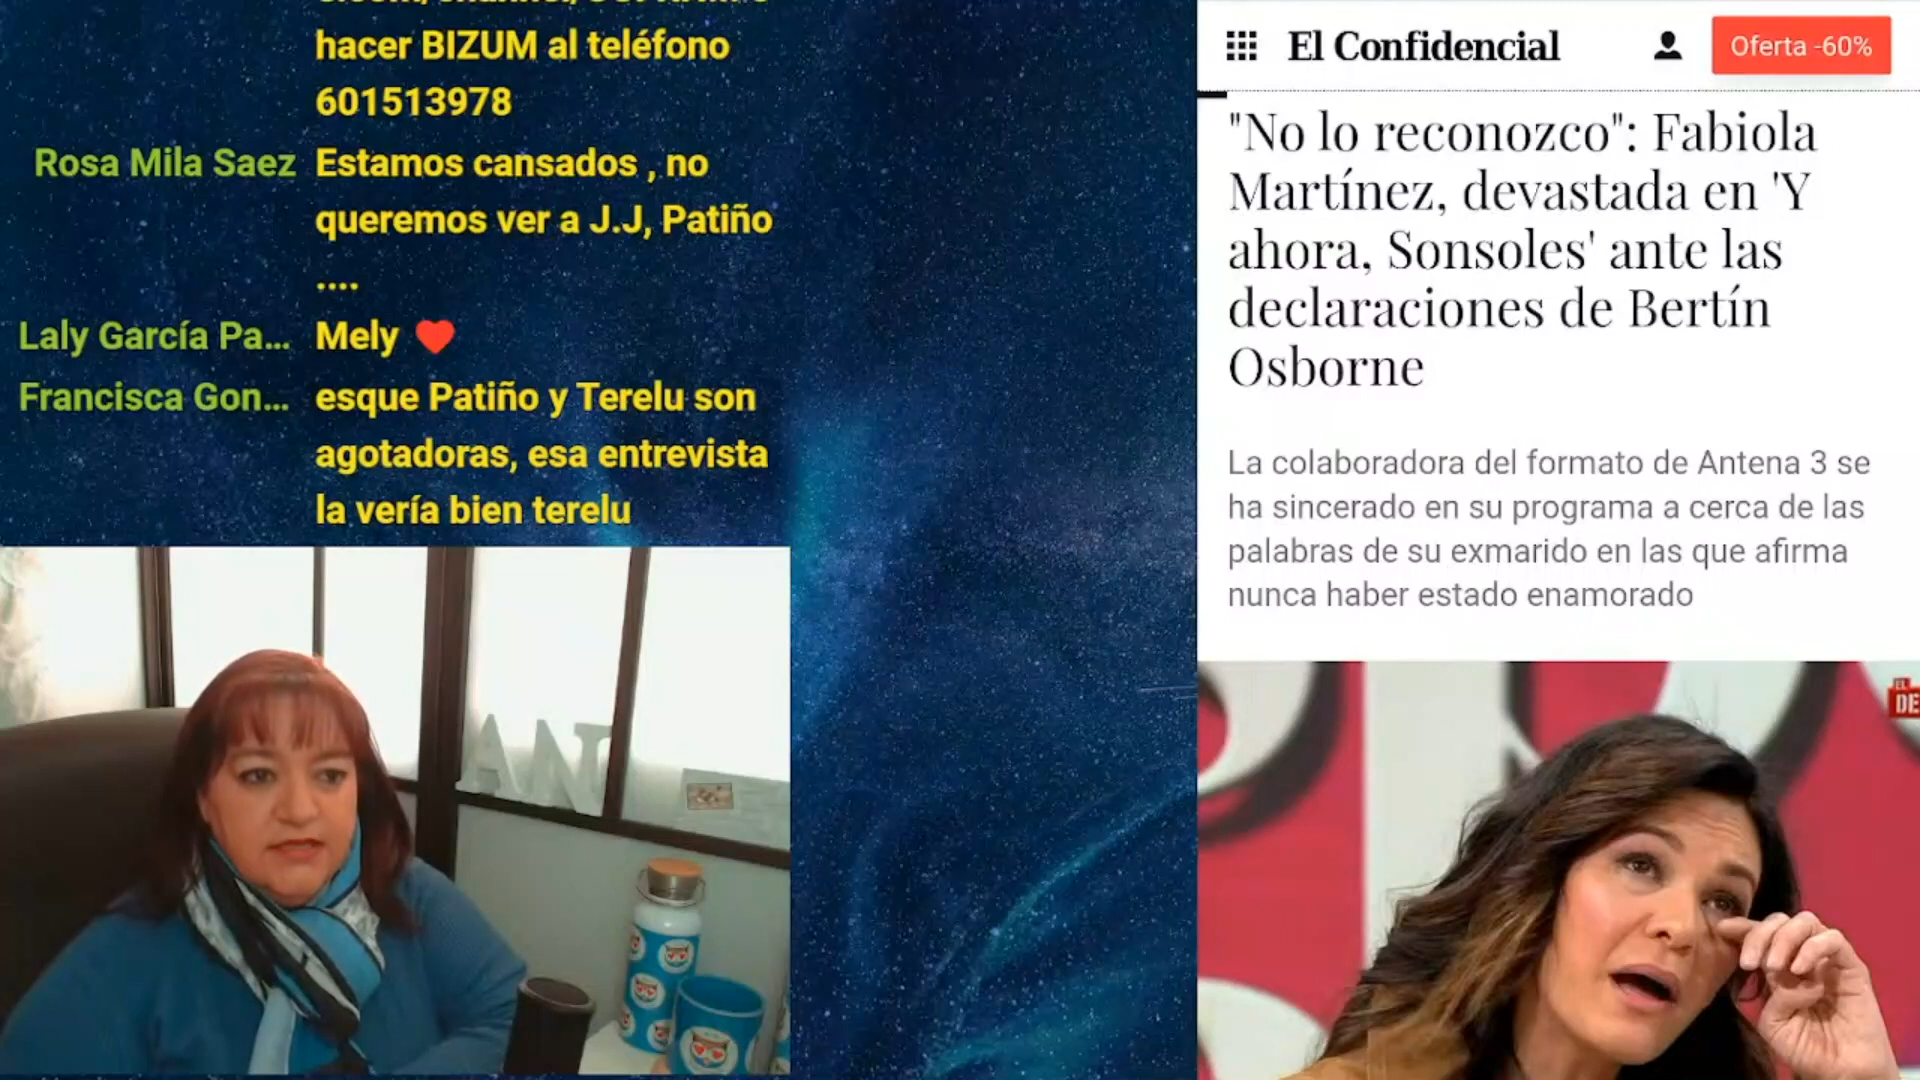 hacer BIZUM al teléfono
601513978
Rosa Mila Saez Estamos cansados , no
queremos ver a J.J, Patiño
....
Laly García Pa... Mely ❤️
Francisca Gon... esque Patiño y Terelu son
agotadoras, esa entrevista
la vería bien terelu
AN
El Confidencial
Oferta -60%
"No lo reconozco": Fabiola
Martínez, devastada en 'Y
ahora, Sonsoles' ante las
declaraciones de Bertín
Osborne
La colaboradora del formato de Antena 3 se
ha sincerado en su programa a cerca de las
palabras de su exmarido en las que afirma
nunca haber estado enamorado
EL
DE